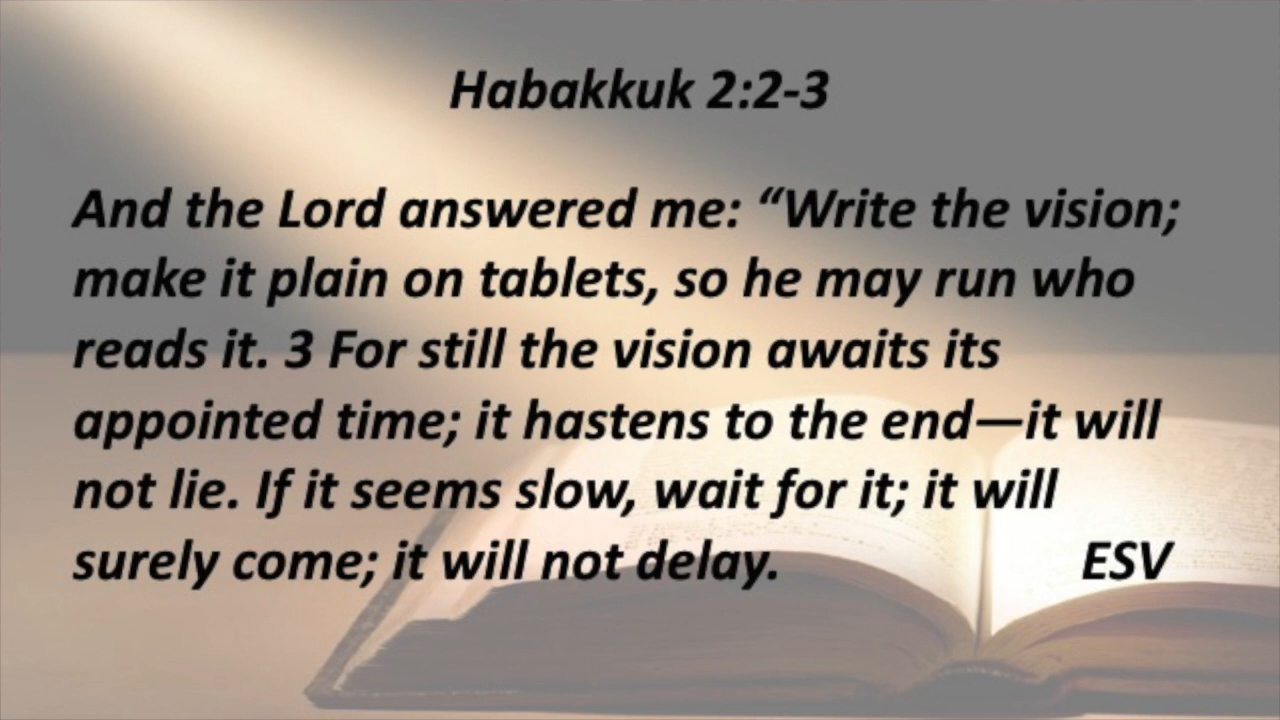 Habakkuk 2:2-3
And the Lord answered me: “Write the vision;
make it plain on tablets, so he may run who
reads it. 3 For still the vision awaits its
appointed time; it hastens to the end—it will
not lie. If it seems slow, wait for it; it will
surely come; it will not delay. ESV